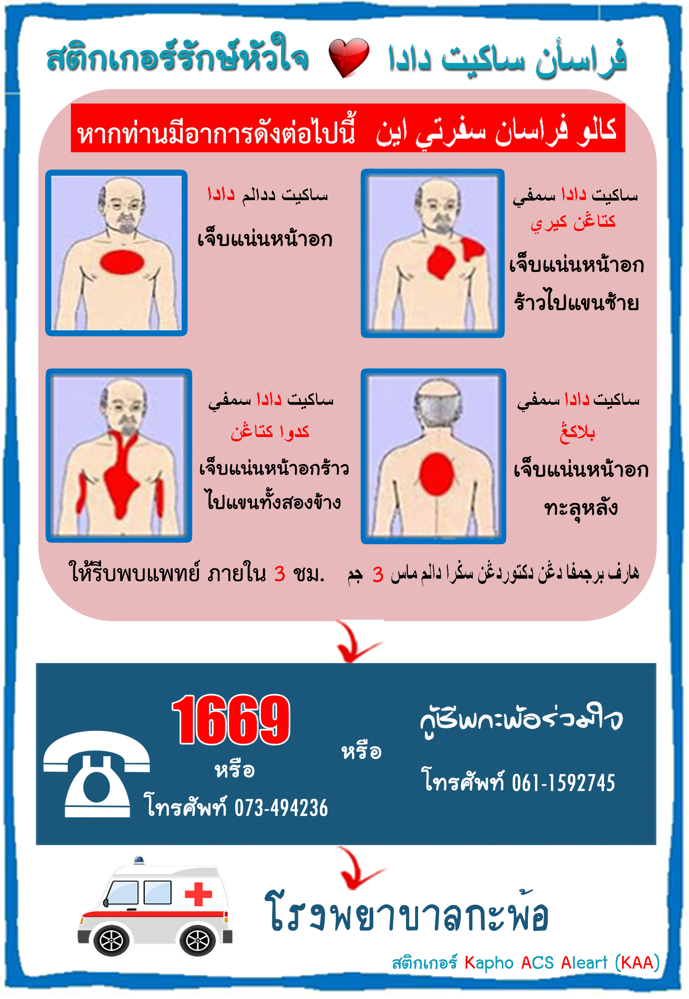 สติกเกอร์รักษ์หัวใจ فراسأن ساكيت دادا
หากท่านมีอาการดังต่อไปนี้ كالو فراسان سفرتي اين
ساكيت ددالم دادا
เจ็บแน่นหน้าอก
ساكيت دادا سمفي
كتاڠن كيري
เจ็บแน่นหน้าอก
ร้าวไปแขนซ้าย
ساكيت دادا سمفي
كدوا كتاڠن
เจ็บแน่นหน้าอกร้าว
ไปแขนทั้งสองข้าง
ساكيت دادا سمفي
بلاكڠ
เจ็บแน่นหน้าอก
ทะลุหลัง
ให้รีบพบแพทย์ ภายใน 3 ชม. هارف برجمفا دڠن دكتوردڠن سڬرا دالم ماس 3 جم
1669
หรือ
โทรศัพท์ 073-494236
หรือ
กู้ชีพกะพ้อร่วมใจ
โทรศัพท์ 061-1592745
โรงพยาบาลกะพ้อ
สติกเกอร์ Kapho ACS Aleart (KAA)